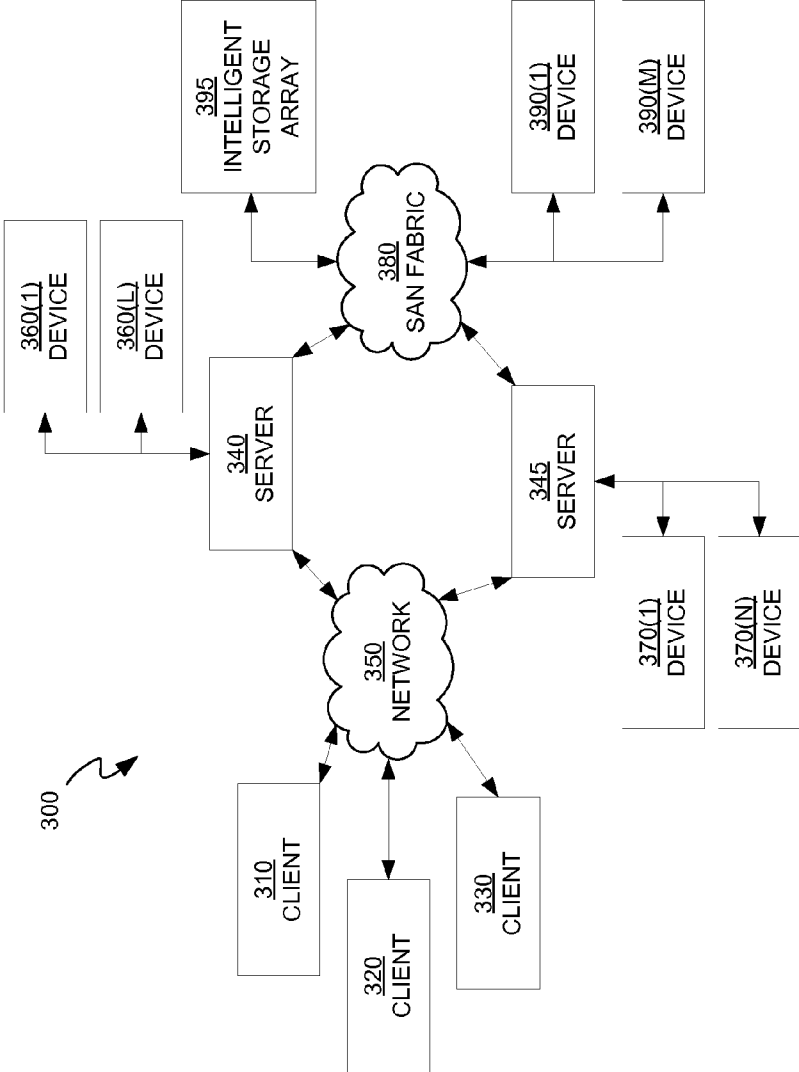 300
310
CLIENT
320
CLIENT
330
CLIENT
350
NETWORK
340
SERVER
345
SERVER
360(1)
DEVICE
360(L)
DEVICE
370(1)
DEVICE
370(N)
DEVICE
380
SAN FABRIC
395
INTELLIGENT
STORAGE
ARRAY
390(1)
DEVICE
390(M)
DEVICE